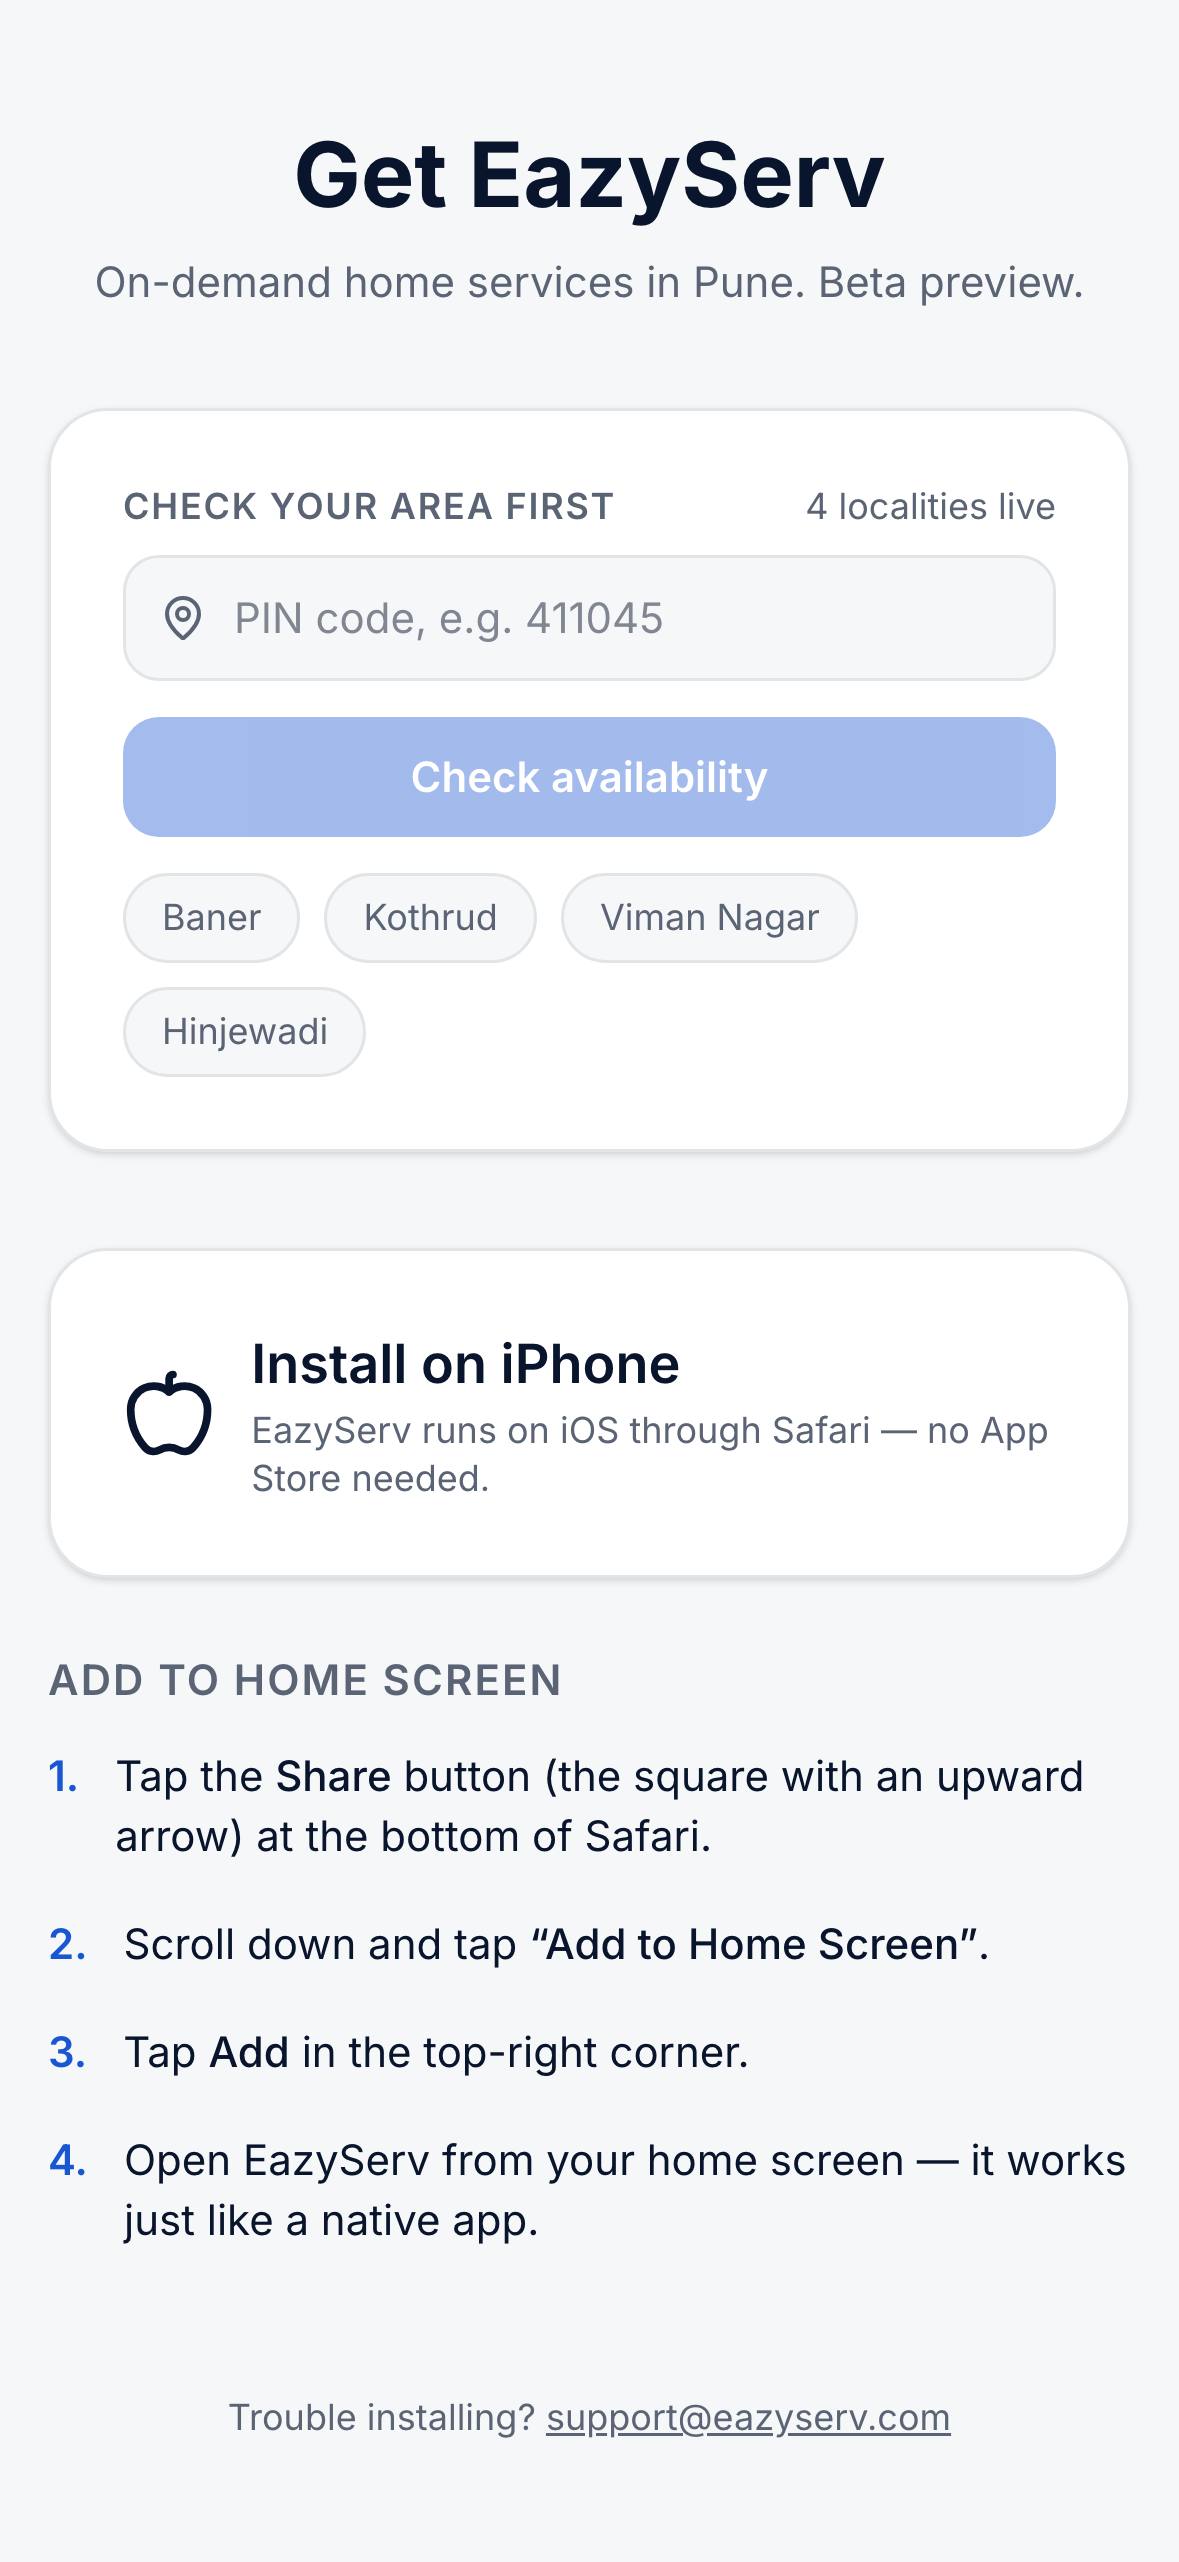 Get EazyServ
On-demand home services in Pune. Beta preview.
CHECK YOUR AREA FIRST 4 localities live
PIN code, e.g. 411045
Check availability
Baner Kothrud Viman Nagar
Hinjewadi
Install on iPhone
EazyServ runs on iOS through Safari — no App
Store needed.
ADD TO HOME SCREEN
1. Tap the Share button (the square with an upward
arrow) at the bottom of Safari.
2. Scroll down and tap “Add to Home Screen”.
3. Tap Add in the top-right corner.
4. Open EazyServ from your home screen — it works
just like a native app.
Trouble installing? support@eazyserv.com